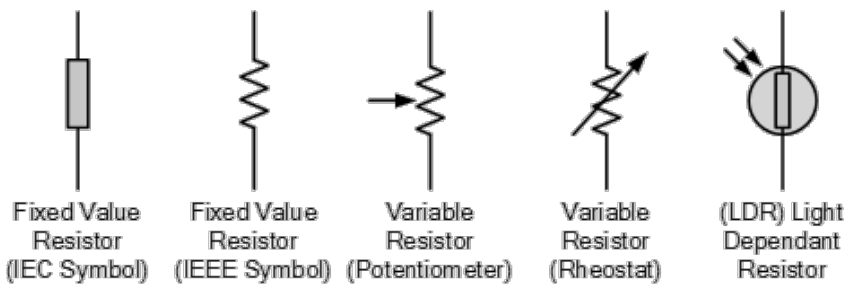 Fixed Value
Resistor
(IEC Symbol)
Fixed Value
Resistor
(IEEE Symbol)
Variable
Resistor
(Potentiometer)
Variable
Resistor
(Rheostat)
(LDR) Light
Dependant
Resistor